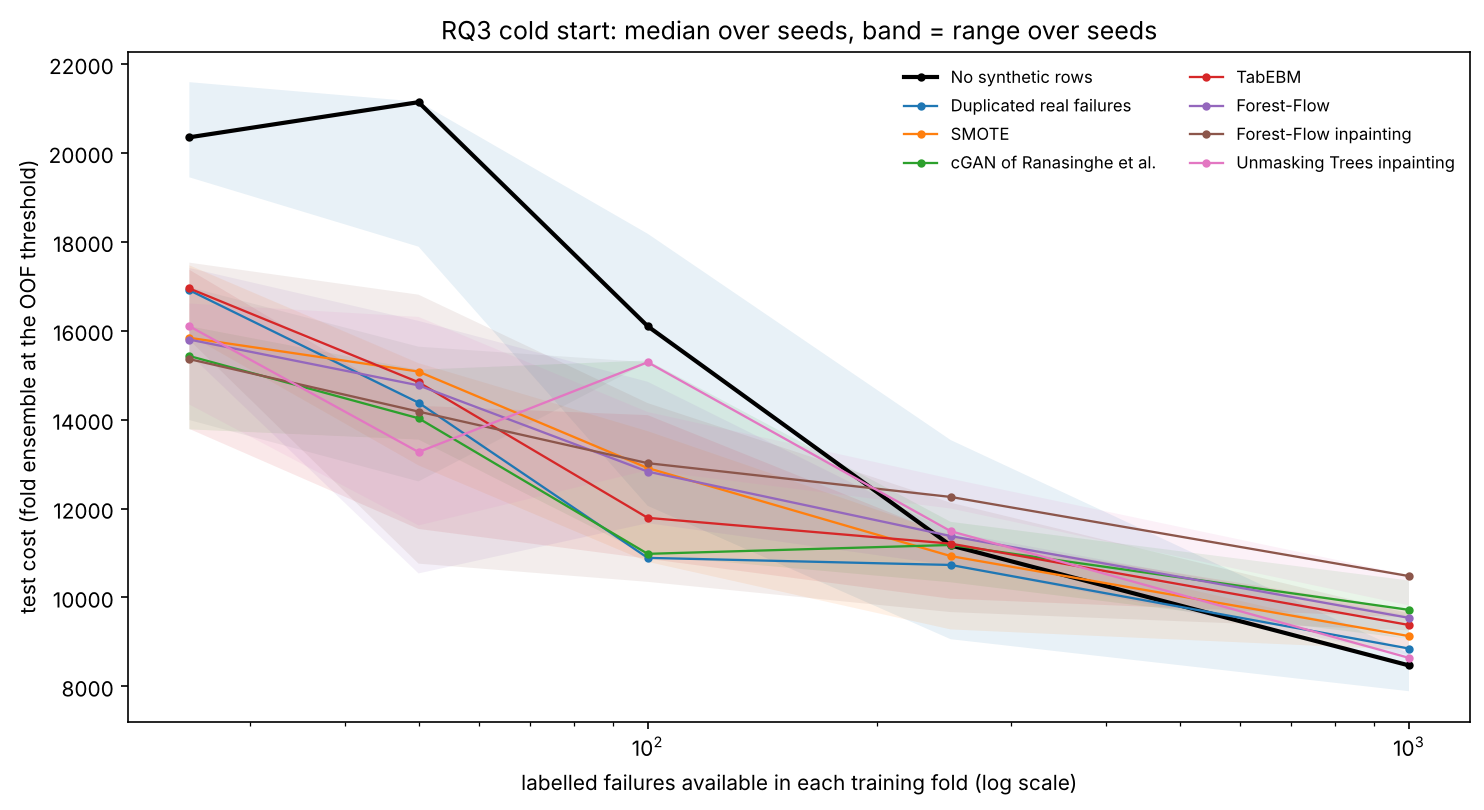 RQ3 cold start: median over seeds, band = range over seeds
22000
20000
18000
16000
14000
12000
10000
8000
test cost (fold ensemble at the OOF threshold)
No synthetic rows
Duplicated real failures
SMOTE
cGAN of Ranasinghe et al.
TabEBM
Forest-Flow
Forest-Flow inpainting
Unmasking Trees inpainting
10²
10³
labelled failures available in each training fold (log scale)